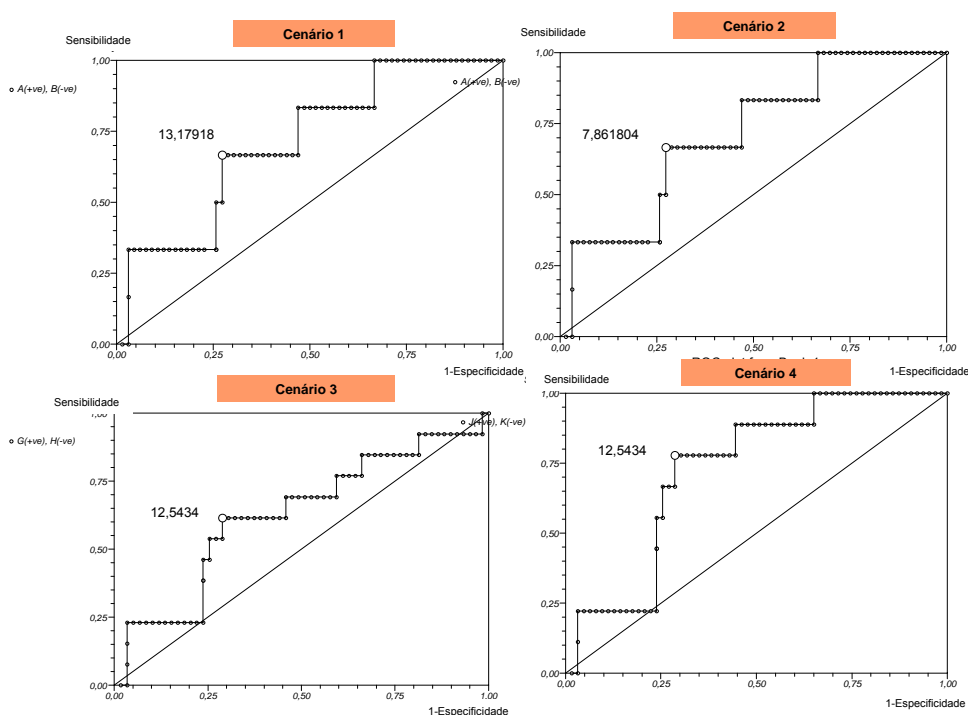 Cenário 1
Sensibilidade
A(+ve), B(-ve)
A(+ve), B(-ve)
13,17918
1,00
0,75
0,50
0,25
0,00
0,00
0,25
0,50
0,75
1,00
1-Especificidade
Cenário 2
Sensibilidade
7,861804
1,00
0,75
0,50
0,25
0,00
0,00
0,25
0,50
0,75
1,00
1-Especificidade
Cenário 3
Sensibilidade
G(+ve), H(-ve)
J(+ve), K(-ve)
12,5434
0,75
0,50
0,25
0,00
0,00
0,25
0,50
0,75
1,00
1-Especificidade
Cenário 4
Sensibilidade
12,5434
1,00
0,75
0,50
0,25
0,00
0,00
0,25
0,50
0,75
1,00
1-Especificidade